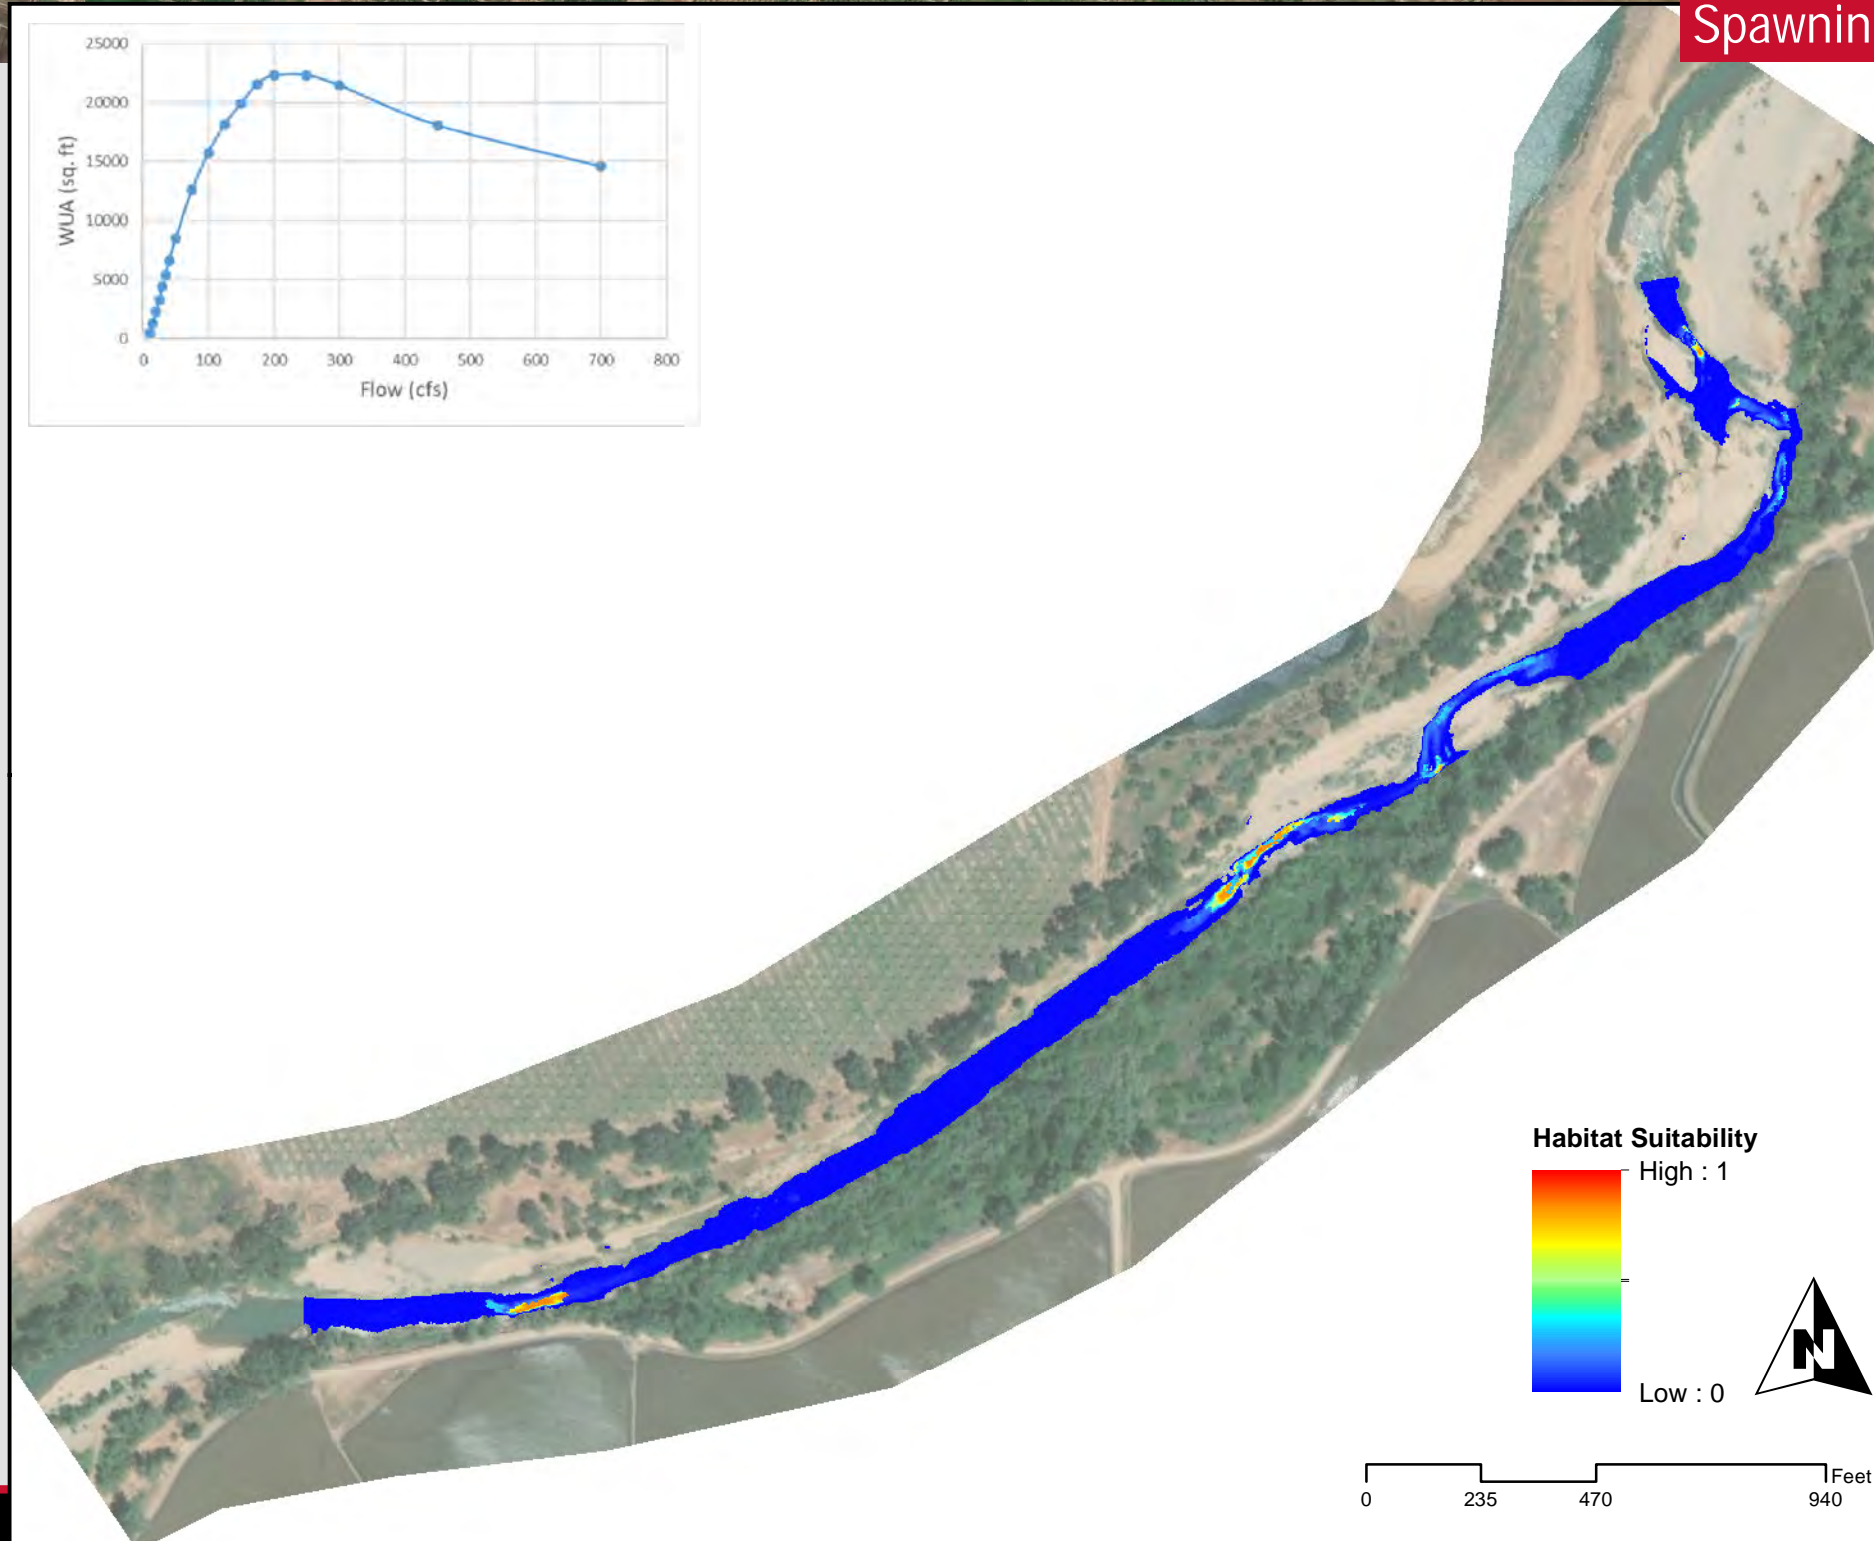 Spawnin
25000
20000
15000
10000
5000
0
WUA (sq. ft)
0 100 200 300 400 500 600 700 800
Flow (cfs)
Habitat Suitability
High : 1
Low : 0
N
Feet
0 235 470 940